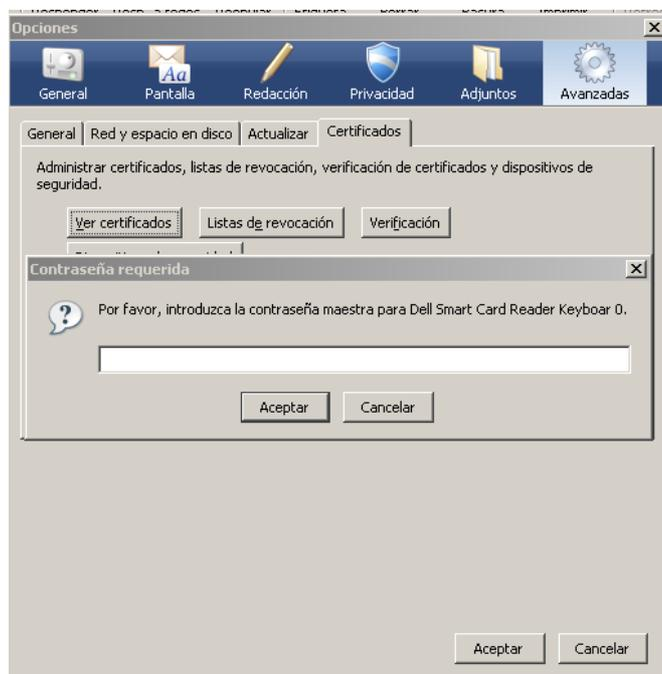 Opciones
General Pantalla Redacción Privacidad Adjuntos Avanzadas
General Red y espacio en disco Actualizar Certificados
Administrar certificados, listas de revocación, verificación de certificados y dispositivos de
seguridad.
Ver certificados Listas de revocación Verificación
Contraseña requerida
Por favor, introduzca la contraseña maestra para Dell Smart Card Reader Keyboar 0.
Aceptar Cancelar
Aceptar Cancelar